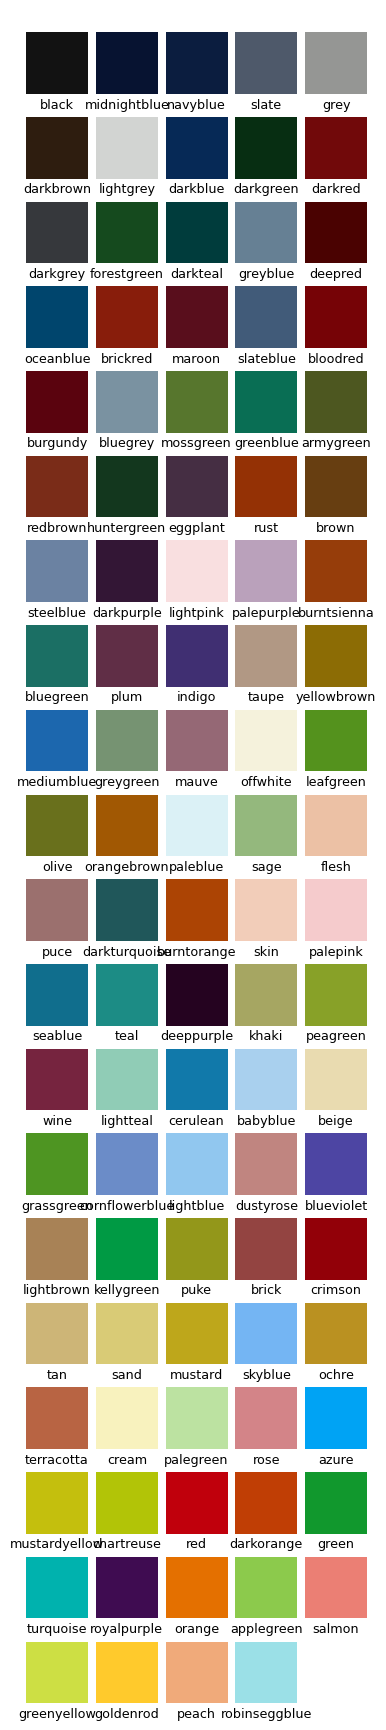 black midnightblue navyblue slate grey
darkbrown lightgrey darkblue darkgreen darkred
darkgrey forestgreen darkteal greyblue deepred
oceanblue brickred maroon slateblue bloodred
burgundy bluegrey mossgreen greenblue armygreen
redbrown huntergreen eggplant rust brown
steelblue darkpurple lightpink palepurple burntsienna
bluegreen plum indigo taupe yellowbrown
mediumblue greygreen mauve offwhite leafgreen
olive orangebrown paleblue sage flesh
puce darkturquoise burntorange skin palepink
seablue teal deeppurple khaki peagreen
wine lightteal cerulean babyblue beige
grassgreen cornflowerblue lightblue dustyrose blueviolet
lightbrown kellygreen puke brick crimson
tan sand mustard skyblue ochre
terracotta cream palegreen rose azure
mustardyellow chartreuse red darkorange green
turquoise royalpurple orange applegreen salmon
greenyellow goldenrod peach robinseggblue